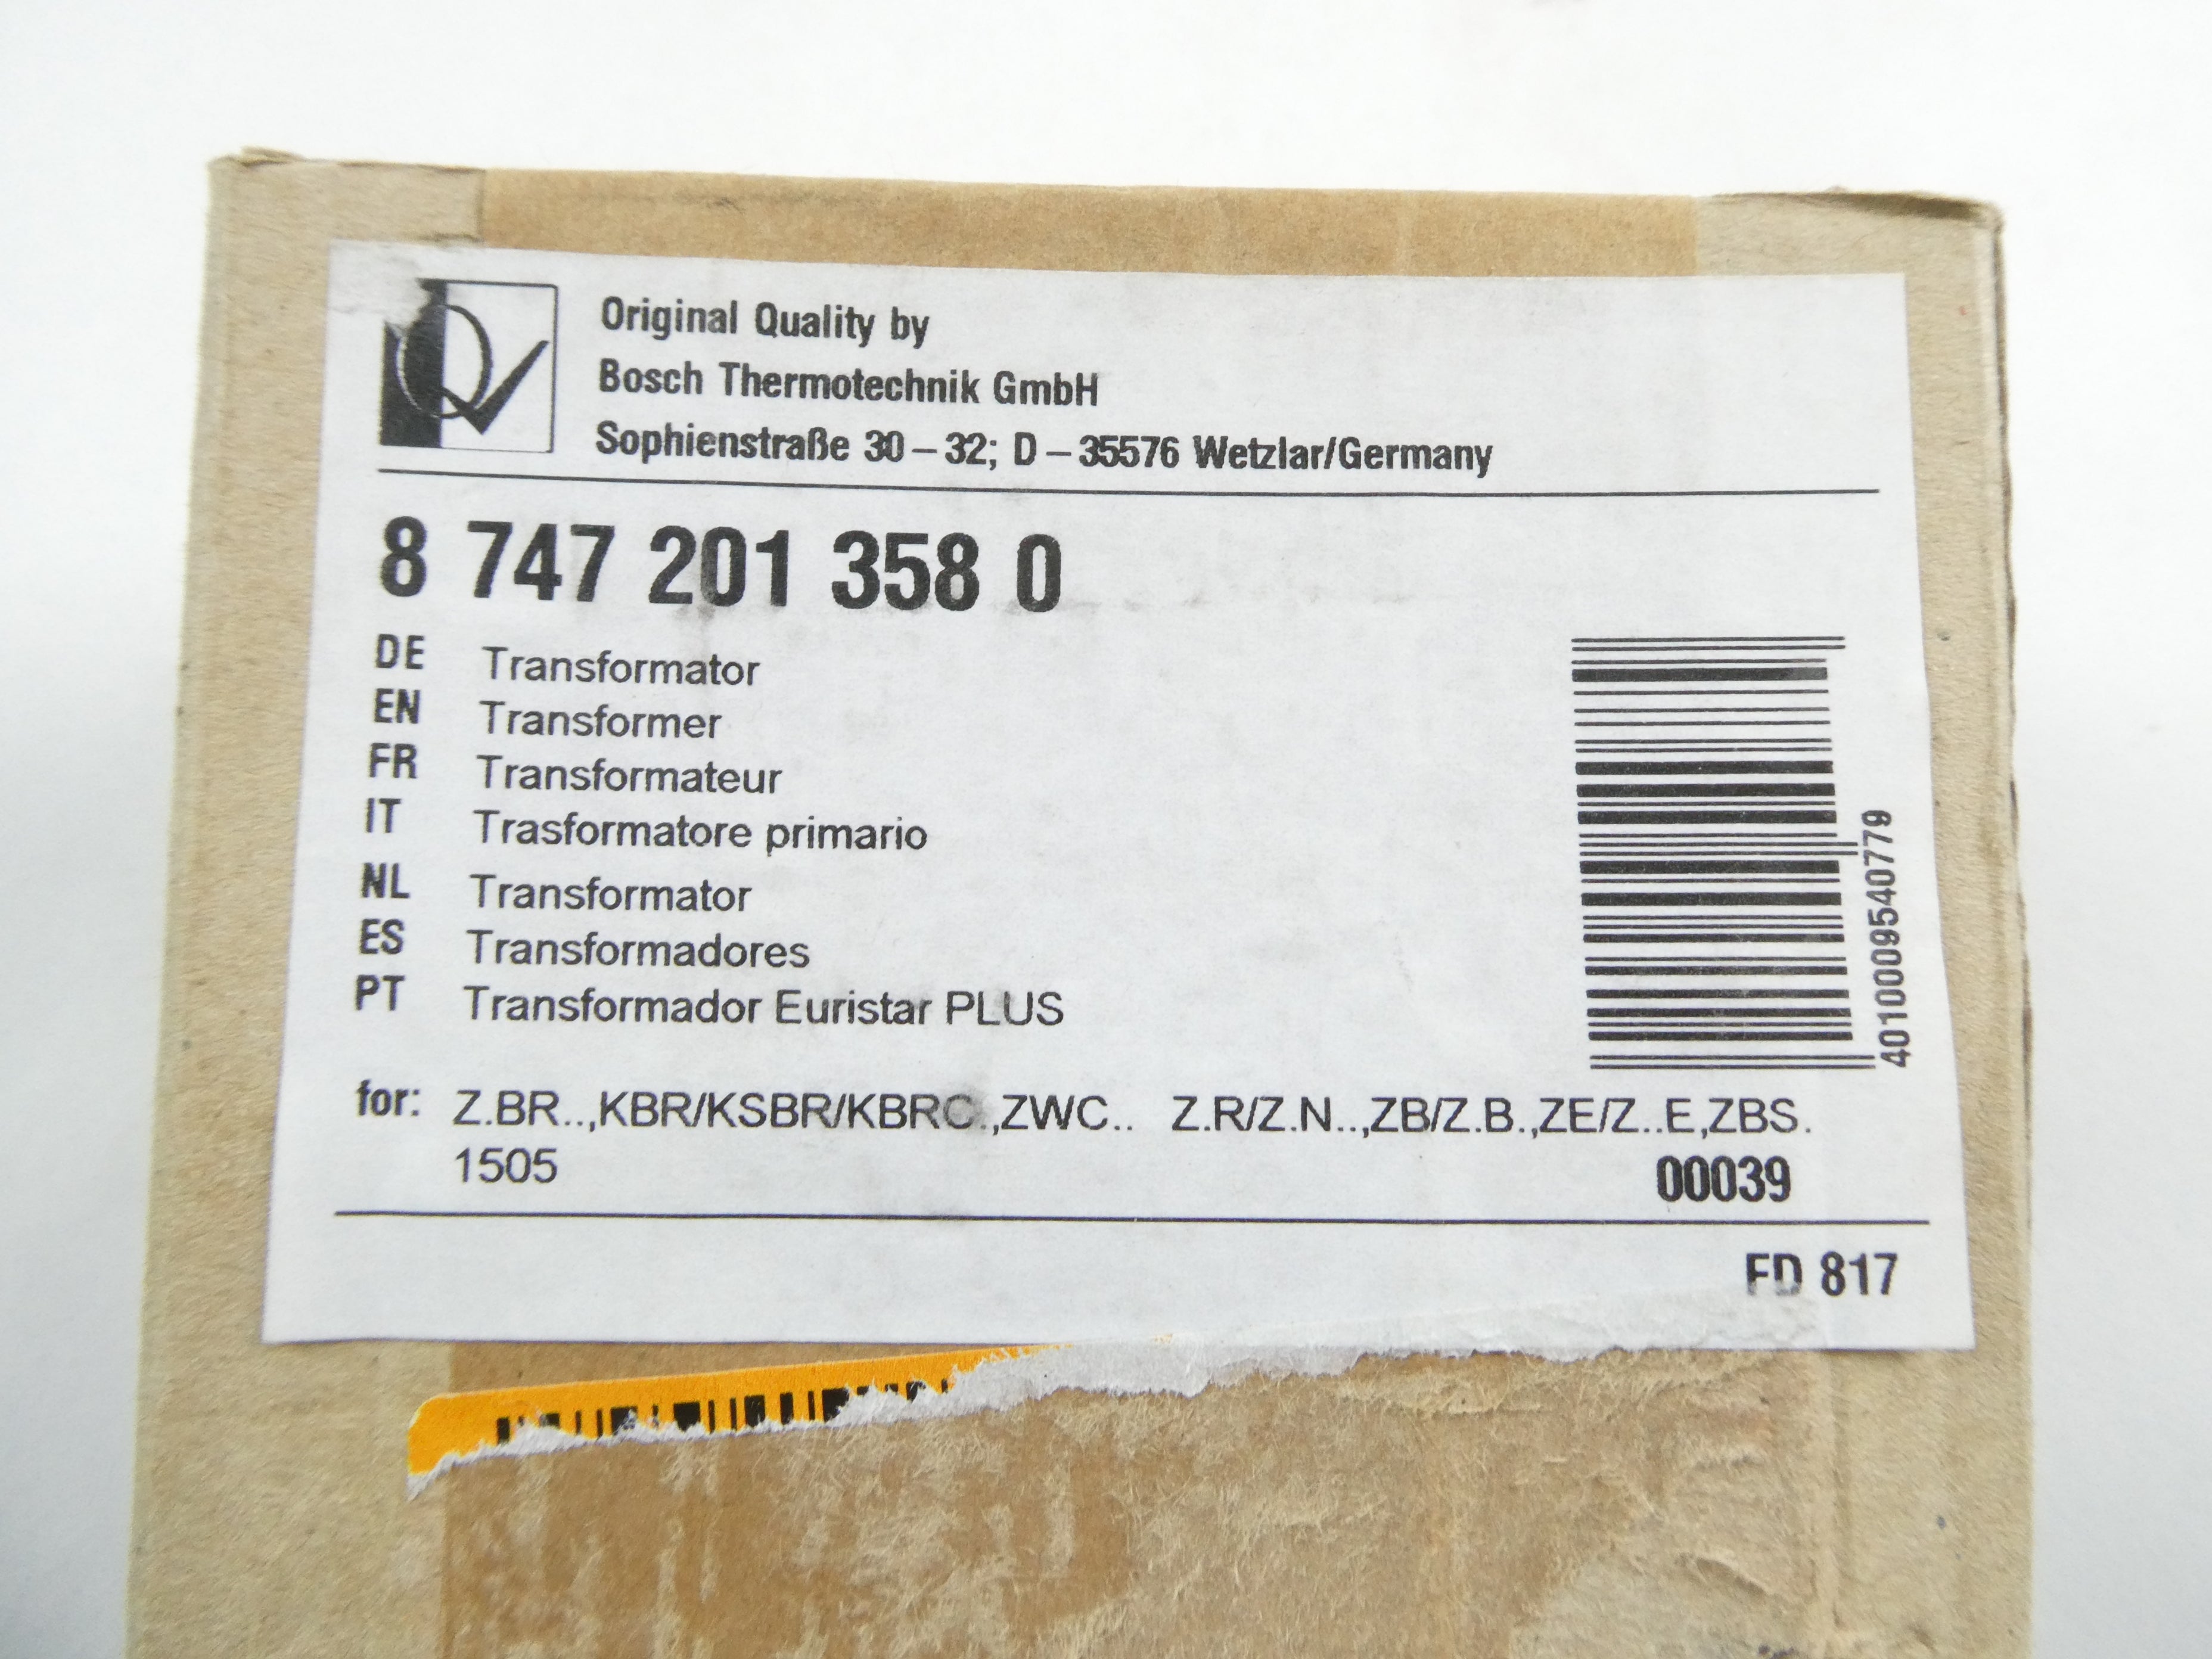 Original Quality by
Bosch Thermotechnik GmbH
Sophienstraße 30 – 32; D – 35576 Wetzlar/Germany
8 747 201 358 0
DE Transformator
EN Transformer
FR Transformateur
IT Trasformatore primario
NL Transformator
ES Transformadores
PT Transformador Euristar PLUS
4010009540779
for: Z.BR..,KBR/KSBR/KBRC.,ZWC.. Z.R/Z.N..,ZB/Z.B.,ZE/Z..E,ZBS.
1505 00039
FD 817